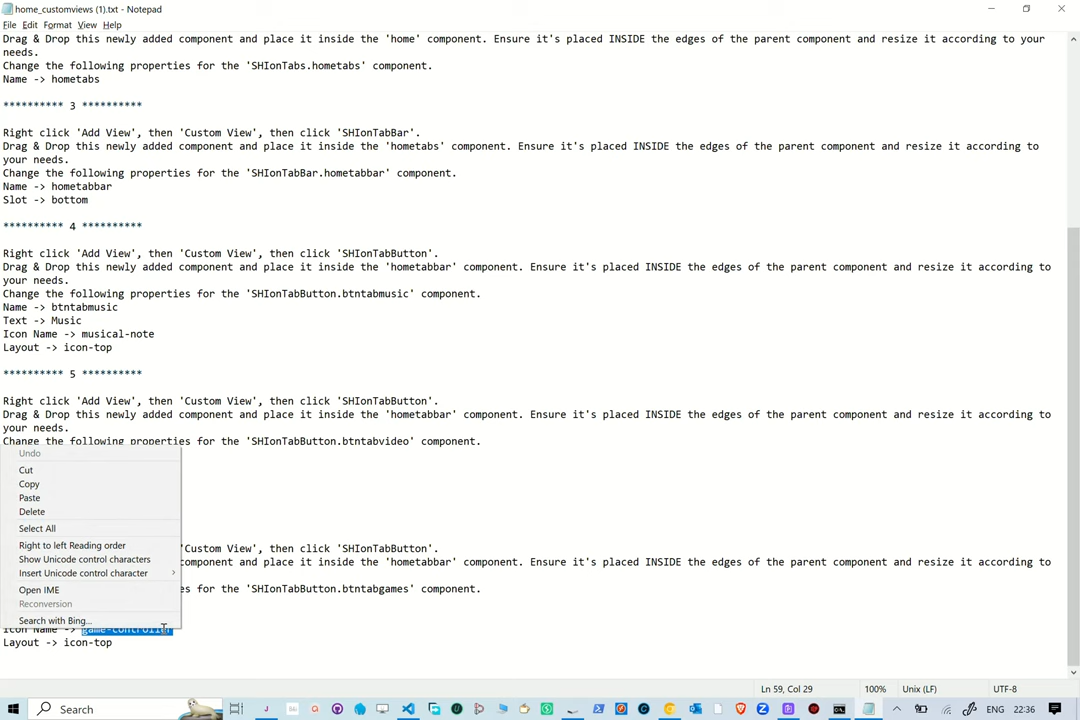 home_customviews (1).txt - Notepad
File Edit Format View Help
Drag & Drop this newly added component and place it inside the 'home' component. Ensure it's placed INSIDE the edges of the parent component and resize it according to your
needs.
Change the following properties for the 'SHIonTabs.hometabs' component.
Name -> hometabs
********** 3 **********
Right click 'Add View', then 'Custom View', then click 'SHIonTabBar'.
Drag & Drop this newly added component and place it inside the 'hometabs' component. Ensure it's placed INSIDE the edges of the parent component and resize it according to
your needs.
Change the following properties for the 'SHIonTabBar.hometabbar' component.
Name -> hometabbar
Slot -> bottom
********** 4 **********
Right click 'Add View', then 'Custom View', then click 'SHIonTabButton'.
Drag & Drop this newly added component and place it inside the 'hometabbar' component. Ensure it's placed INSIDE the edges of the parent component and resize it according to
your needs.
Change the following properties for the 'SHIonTabButton.btntabmusic' component.
Name -> btntabmusic
Text -> Music
Icon Name -> musical-note
Layout -> icon-top
********** 5 **********
Right click 'Add View', then 'Custom View', then click 'SHIonTabButton'.
Drag & Drop this newly added component and place it inside the 'hometabbar' component. Ensure it's placed INSIDE the edges of the parent component and resize it according to
your needs.
Change the following properties for the 'SHIonTabButton.btntabvideo' component.
Undo
Cut
Copy
Paste
Delete
Select All
Right to left Reading order
Show Unicode control characters
Insert Unicode control character
Open IME
Reconversion
Search with Bing...
'Custom View', then click 'SHIonTabButton'.
component and place it inside the 'hometabbar' component. Ensure it's placed INSIDE the edges of the parent component and resize it according to
es for the 'SHIonTabButton.btntabgames' component.
Icon Name -> game-controller
Layout -> icon-top
Ln 59, Col 29 100% Unix (LF) UTF-8
Search ENG 22:36